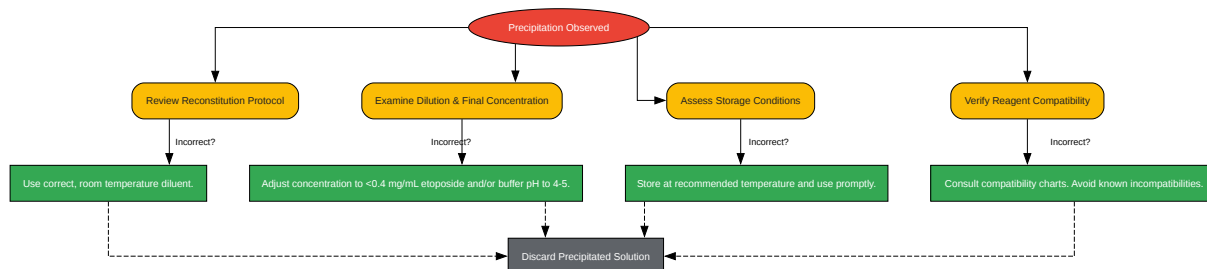 Precipitation Observed
Review Reconstitution Protocol
Examine Dilution & Final Concentration
Assess Storage Conditions
Verify Reagent Compatibility
Incorrect?
Incorrect?
Incorrect?
Incorrect?
Use correct, room temperature diluent.
Adjust concentration to <0.4 mg/mL etoposide and/or buffer pH to 4-5.
Store at recommended temperature and use promptly.
Consult compatibility charts. Avoid known incompatibilities.
Discard Precipitated Solution